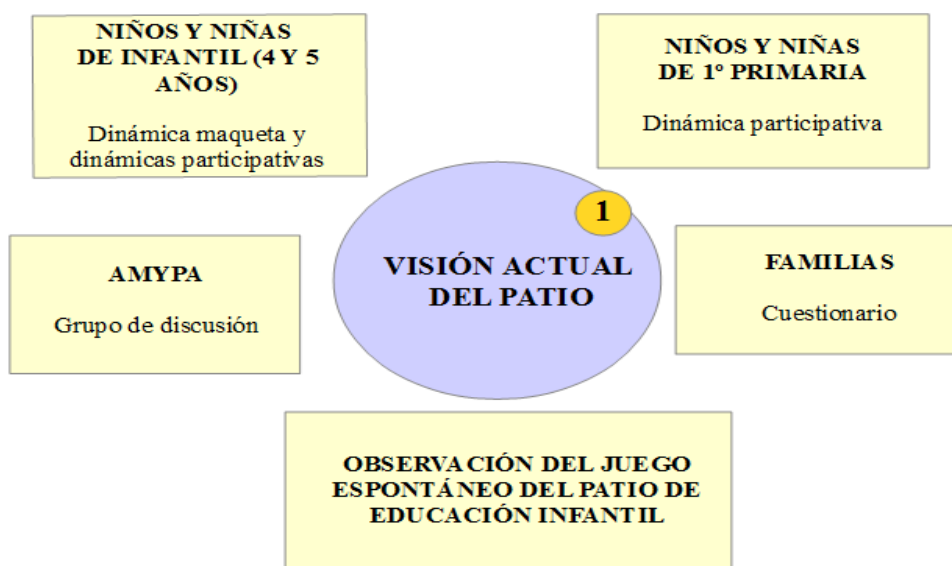 NIÑOS Y NIÑAS
DE INFANTIL (4 Y 5
AÑOS)
Dinámica maqueta y
dinámicas participativas
NIÑOS Y NIÑAS
DE 1º PRIMARIA
Dinámica participativa
1
VISIÓN ACTUAL
DEL PATIO
AMYPA
Grupo de discusión
FAMILIAS
Cuestionario
OBSERVACIÓN DEL JUEGO
ESPONTÁNEO DEL PATIO DE
EDUCACIÓN INFANTIL